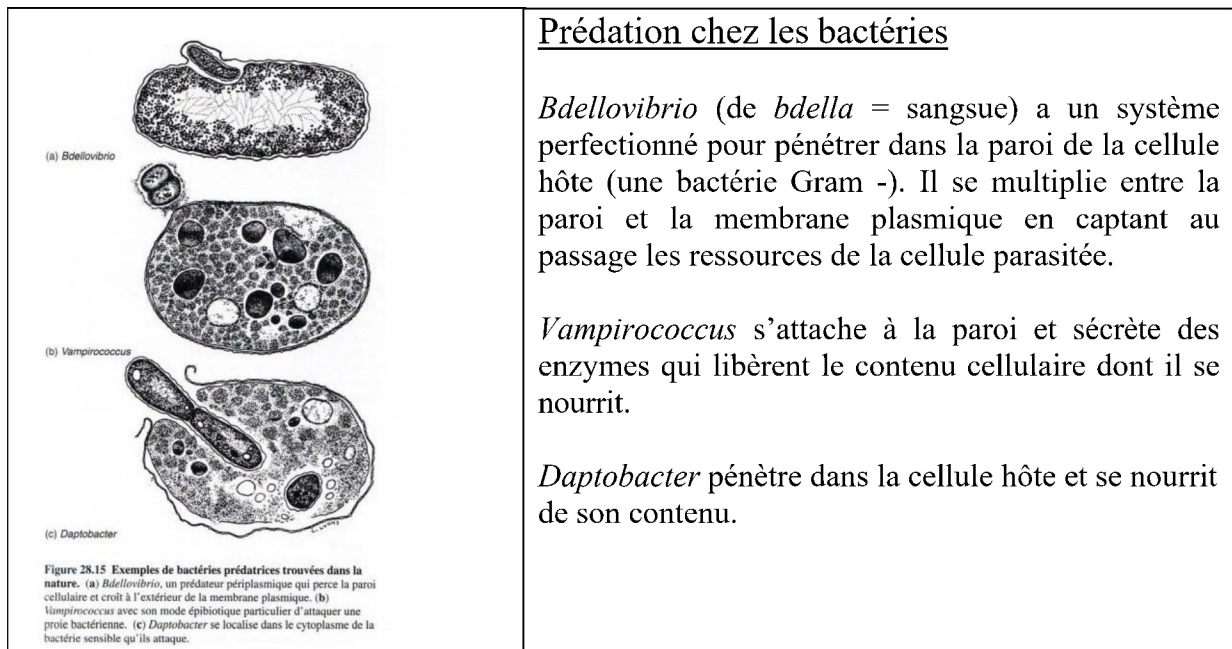 (a) Bdellovibrio
(b) Vampirococcus
(c) Daptobacter
Figure 28.15 Exemples de bactéries prédatrices trouvées dans la
nature. (a) Bdellovibrio, un prédateur périplasmique qui perce la paroi
cellulaire et croît à l'extérieur de la membrane plasmique. (b)
Vampirococcus avec son mode épibiotique particulier d'attaquer une
proie bactérienne. (c) Daptobacter se localise dans le cytoplasme de la
bactérie sensible qu'ils attaque.
Prédation chez les bactéries
Bdellovibrio (de bdella = sangsue) a un système
perfectionné pour pénétrer dans la paroi de la cellule
hôte (une bactérie Gram -). Il se multiplie entre la
paroi et la membrane plasmique en captant au
passage les ressources de la cellule parasitée.
Vampirococcus s'attache à la paroi et sécrète des
enzymes qui libèrent le contenu cellulaire dont il se
nourrit.
Daptobacter pénètre dans la cellule hôte et se nourrit
de son contenu.